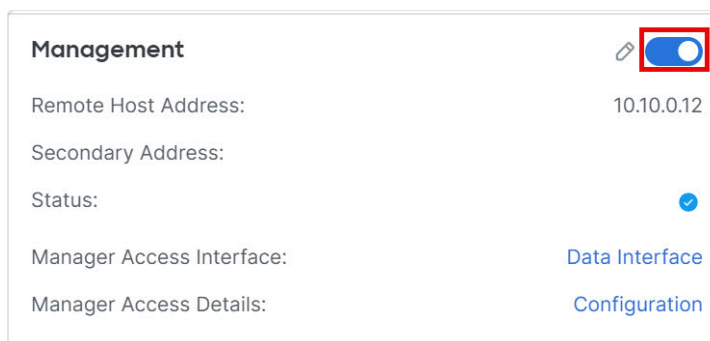 Management
Remote Host Address: 10.10.0.12
Secondary Address:
Status:
Manager Access Interface: Data Interface
Manager Access Details: Configuration